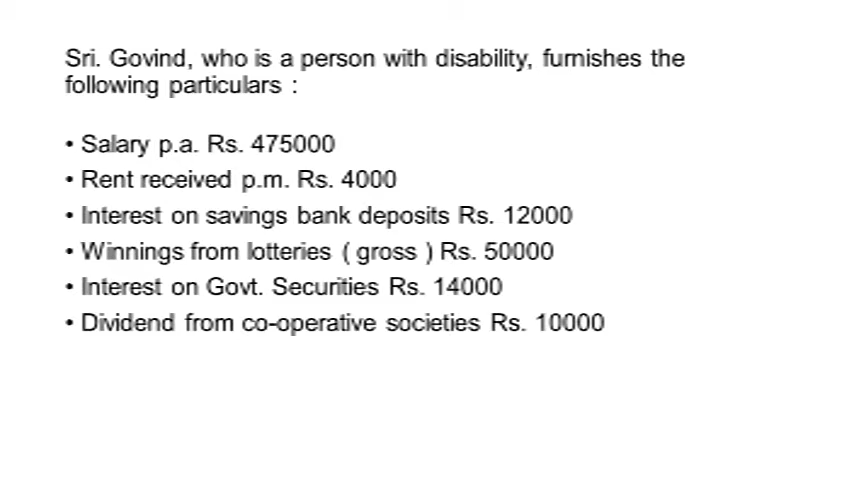 Sri. Govind, who is a person with disability, furnishes the
following particulars :
• Salary p.a. Rs. 475000
• Rent received p.m. Rs. 4000
• Interest on savings bank deposits Rs. 12000
• Winnings from lotteries ( gross ) Rs. 50000
• Interest on Govt. Securities Rs. 14000
• Dividend from co-operative societies Rs. 10000